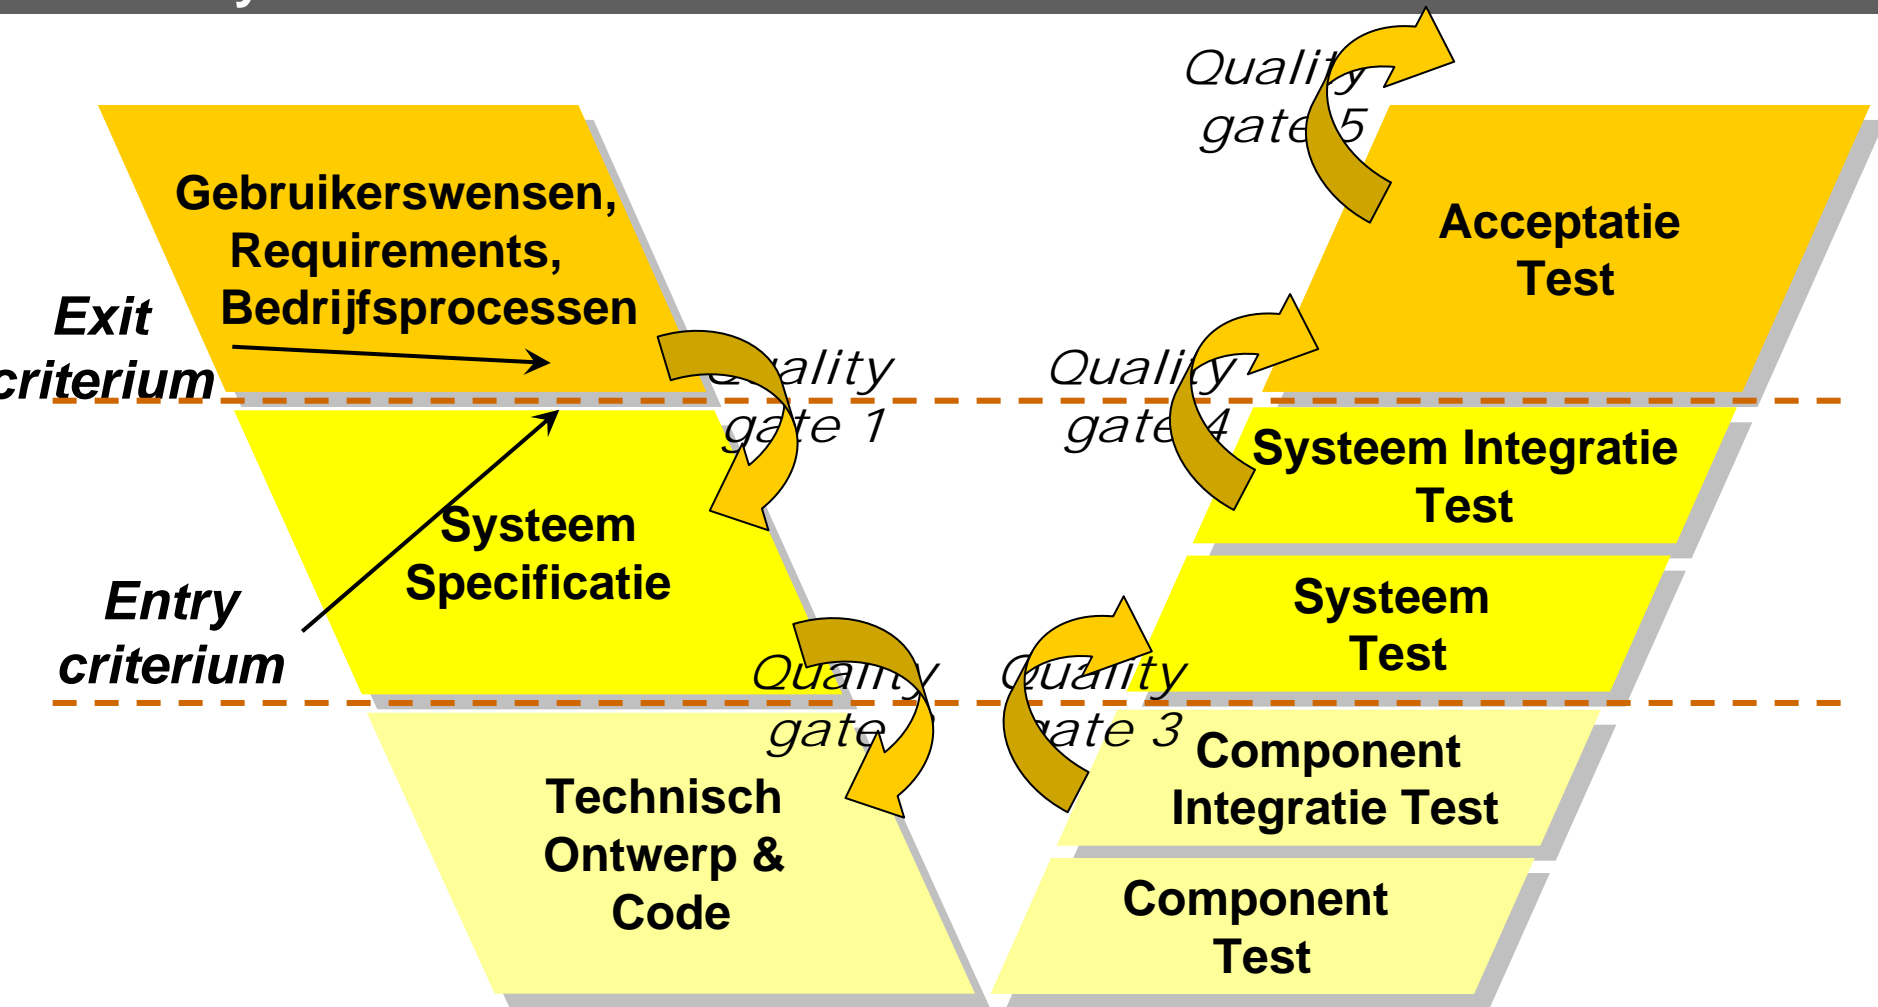 Quality
gate 5
Gebruikerswensen,
Requirements,
Bedrijfsprocessen
Acceptatie
Test
Exit
criterium
Quality
gate 1
Quality
gate 4
Systeem Integratie
Test
Systeem
Specificatie
Entry
criterium
Systeem
Test
Quality
gate
Quality
gate 3
Component
Integratie Test
Technisch
Ontwerp &
Code
Component
Test